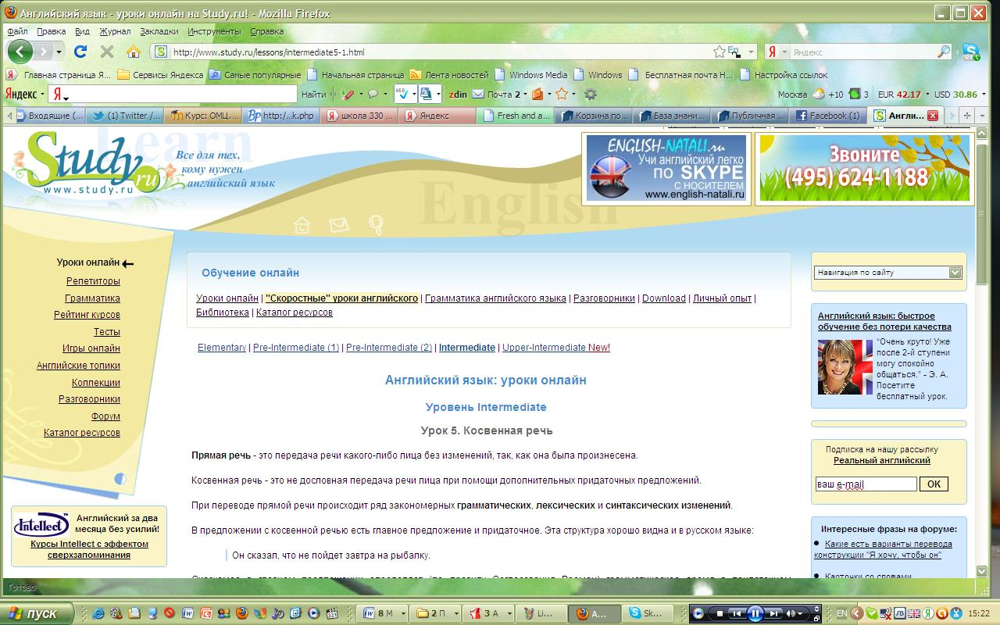 Английский язык - уроки онлайн на Study.ru! - Mozilla Firefox
Файл Правка Вид Журнал Закладки Инструменты Справка
http://www.study.ru/lessons/intermediate5-1.html
Яндекс
Главная страница Я... Сервисы Яндекса Самые популярные Начальная страница Лента новостей Windows Media Windows Бесплатная почта Н... Настройка ссылок
Яндекс Я Найти zdin Почта 2 Москва +10 3 EUR 42.17 USD 30.86
Входящие (... (1) Twitter /... Курс: ОМЦ... http:/...k.php школа 330 ... Яндекс Fresh and a... Корзина по... База знани... Публичная ... Facebook (1) Англи...
Learn
Study.ru
www.study.ru
Все для тех,
кому нужен
английский язык
English
ENGLISH-NATALI.ru
Учи английский легко
ПО SKYPE
С НОСИТЕЛЕМ
www.english-natali.ru
Звоните
(495) 624-1188
Уроки онлайн
Репетиторы
Грамматика
Рейтинг курсов
Тесты
Игры онлайн
Английские топики
Коллекции
Разговорники
Форум
Каталог ресурсов
Intellect™
Английский за два
месяца без усилий!
Курсы Intellect с эффектом
сверхзапоминания
Обучение онлайн
Уроки онлайн | "Скоростные" уроки английского | Грамматика английского языка | Разговорники | Download | Личный опыт |
Библиотека | Каталог ресурсов
Elementary | Pre-Intermediate (1) | Pre-Intermediate (2) | Intermediate | Upper-Intermediate New!
Английский язык: уроки онлайн
Уровень Intermediate
Урок 5. Косвенная речь
Прямая речь - это передача речи какого-либо лица без изменений, так, как она была произнесена.
Косвенная речь - это не дословная передача речи лица при помощи дополнительных придаточных предложений.
При переводе прямой речи происходит ряд закономерных грамматических, лексических и синтаксических изменений.
В предложении с косвенной речью есть главное предложение и придаточное. Эта структура хорошо видна и в русском языке:
Он сказал, что не пойдет завтра на рыбалку.
Навигация по сайту
Английский язык: быстрое
обучение без потери качества
"Очень круто! Уже
после 2-й ступени
могу спокойно
общаться." - Э. А.
Посетите
бесплатный урок.
Подписка на нашу рассылку
Реальный английский
ваш e-mail OK
Интересные фразы на форуме:
Какие есть варианты перевода
конструкции "Я хочу, чтобы он"
Карточки со словами
Готово
пуск 8 М 2 П 3 А Li... А... Sk... EN 15:22